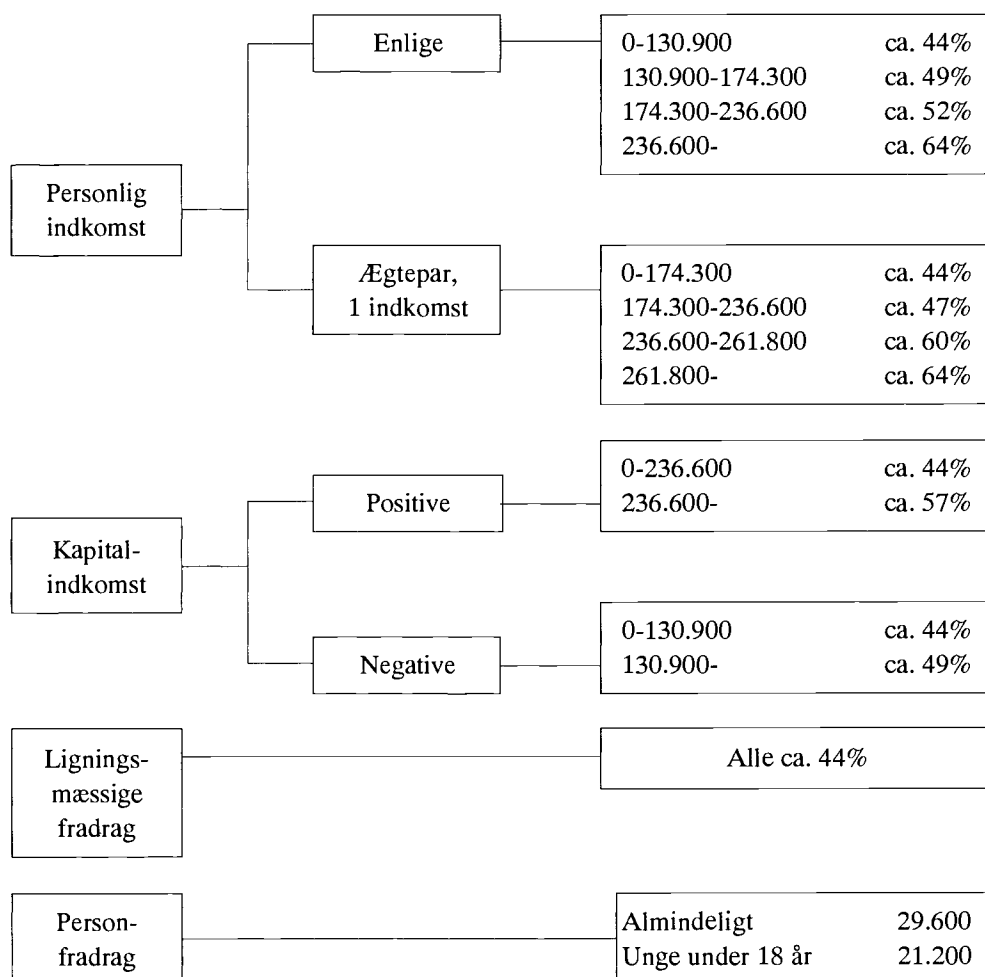 Enlige
0-130.900 ca. 44%
130.900-174.300 ca. 49%
174.300-236.600 ca. 52%
236.600- ca. 64%
Personlig
indkomst
Ægtepar,
1 indkomst
0-174.300 ca. 44%
174.300-236.600 ca. 47%
236.600-261.800 ca. 60%
261.800- ca. 64%
Kapital-
indkomst
Positive
0-236.600 ca. 44%
236.600- ca. 57%
Negative
0-130.900 ca. 44%
130.900- ca. 49%
Lignings-
mæssige
fradrag
Alle ca. 44%
Person-
fradrag
Almindeligt 29.600
Unge under 18 år 21.200